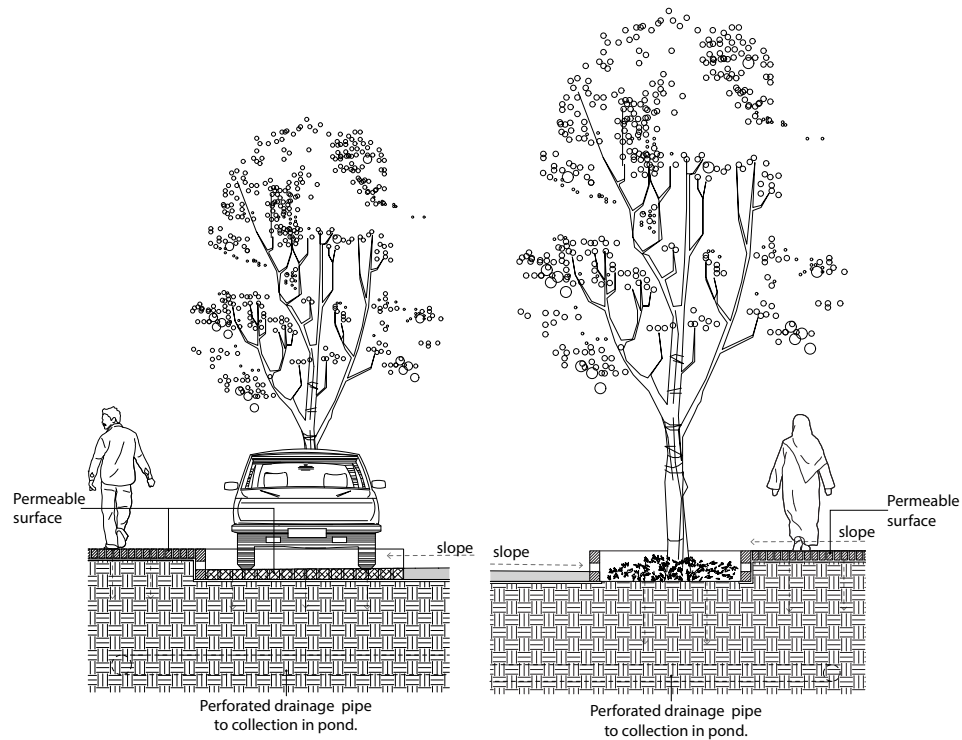 Permeable
surface
slope
Perforated drainage pipe
to collection in pond.
slope
slope
Permeable
surface
Perforated drainage pipe
to collection in pond.